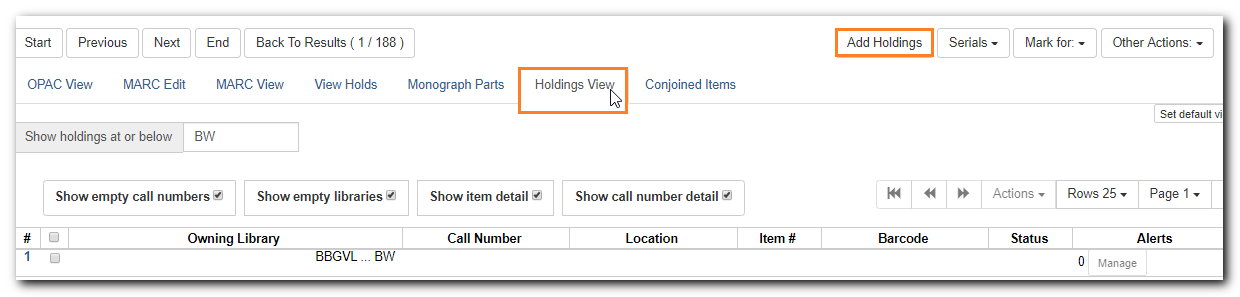 Start Previous Next End Back To Results ( 1 / 188 ) Add Holdings Serials Mark for: Other Actions:
OPAC View MARC Edit MARC View View Holds Monograph Parts Holdings View Conjoined Items
Set default vi
Show holdings at or below BW
Show empty call numbers Show empty libraries Show item detail Show call number detail Actions Rows 25 Page 1
# Owning Library Call Number Location Item # Barcode Status Alerts
1 BBGVL ... BW 0 Manage